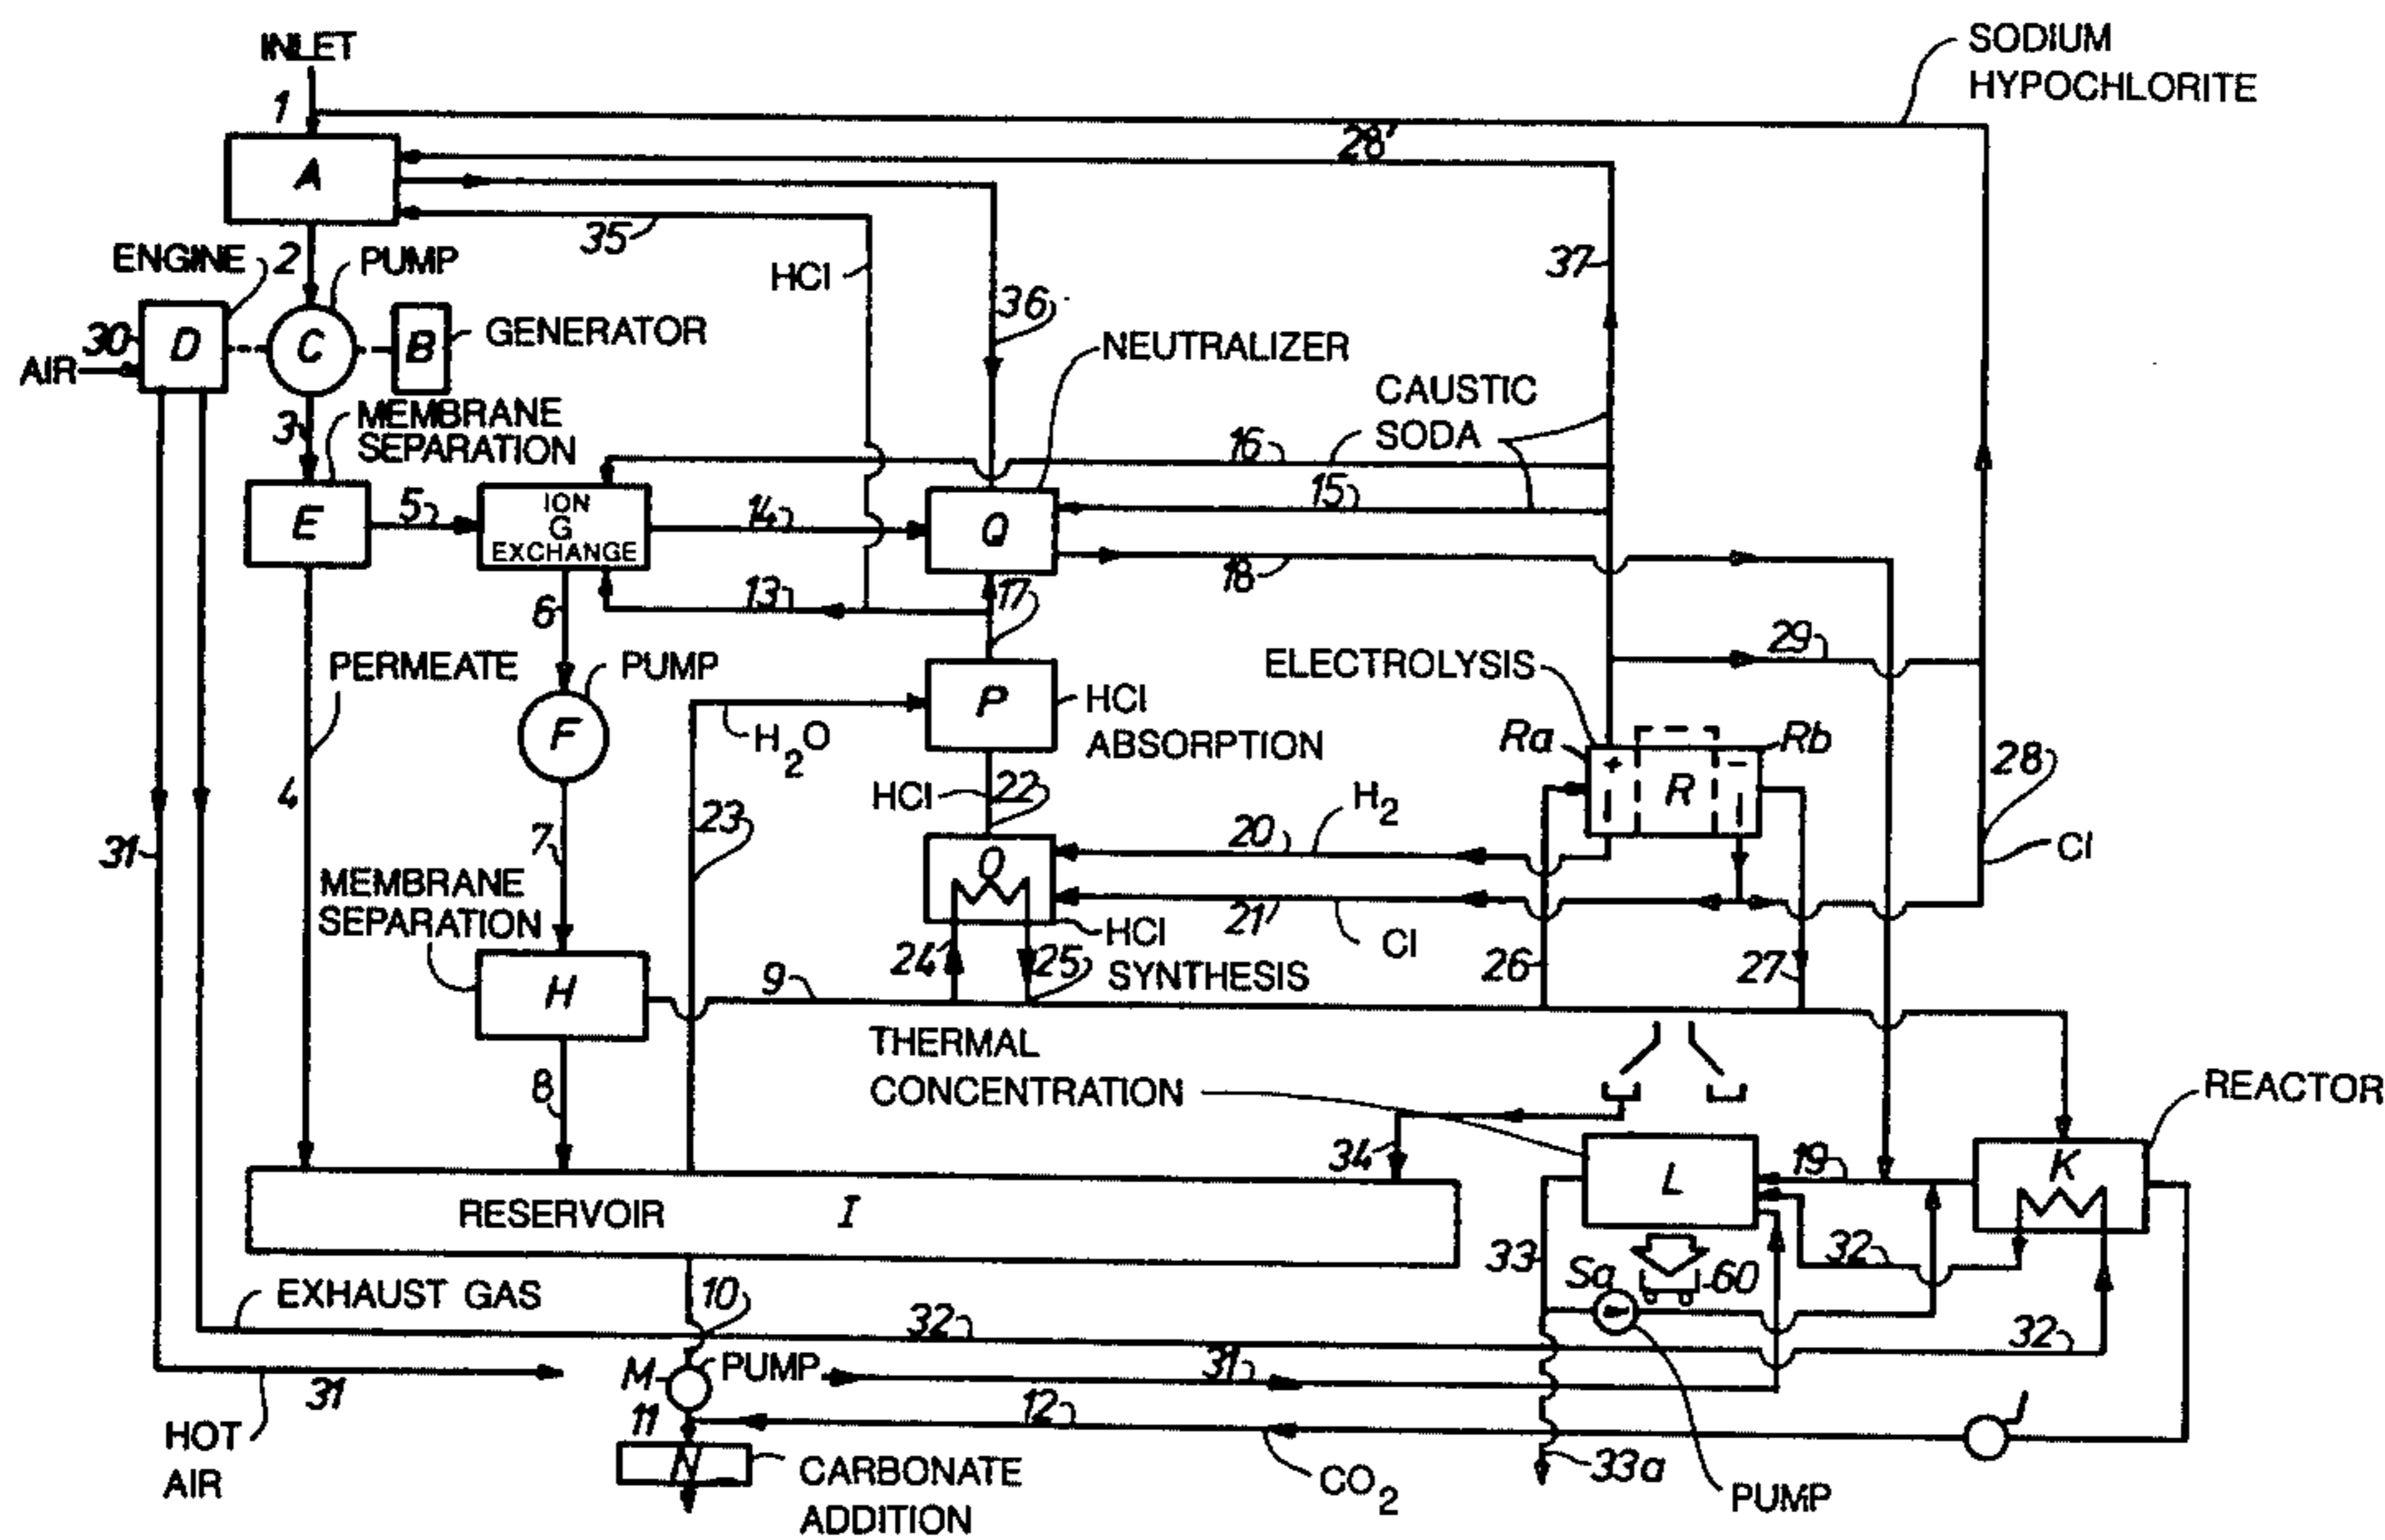 INLET
SODIUM
HYPOCHLORITE
1
28'
A
35
ENGINE
2
PUMP
HCl
37
36
AIR
30
D
C
B
GENERATOR
NEUTRALIZER
CAUSTIC
SODA
3
MEMBRANE
SEPARATION
16
15
E
5
ION
G
EXCHANGE
14
Q
18
13
17
6
PERMEATE
PUMP
ELECTROLYSIS
29
F
H2O
P
HCl
ABSORPTION
Ra
R
Rb
+
−
28
4
23
HCl
22
H2
20
Cl
31
7
O
MEMBRANE
SEPARATION
21
Cl
HCl
SYNTHESIS
24
25
26
27
H
9
THERMAL
CONCENTRATION
8
REACTOR
34
L
19
K
RESERVOIR
I
33
Sa
60
32
EXHAUST GAS
10
32
32
M
PUMP
31
31
11
12
HOT
AIR
N
CARBONATE
ADDITION
CO2
33a
PUMP